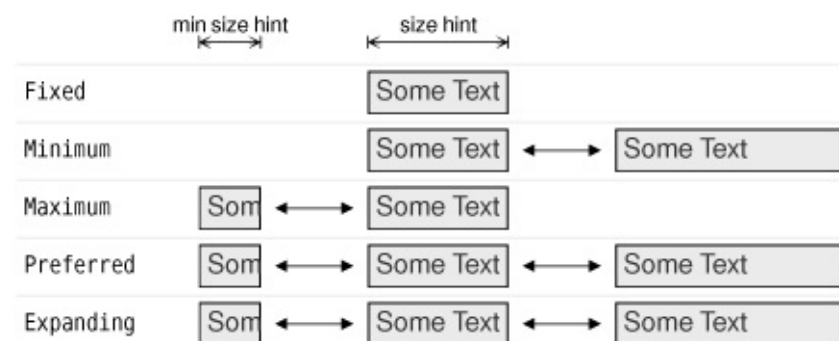 min size hint size hint
Fixed Some Text
Minimum Some Text Some Text
Maximum Som Some Text
Preferred Som Some Text Some Text
Expanding Som Some Text Some Text